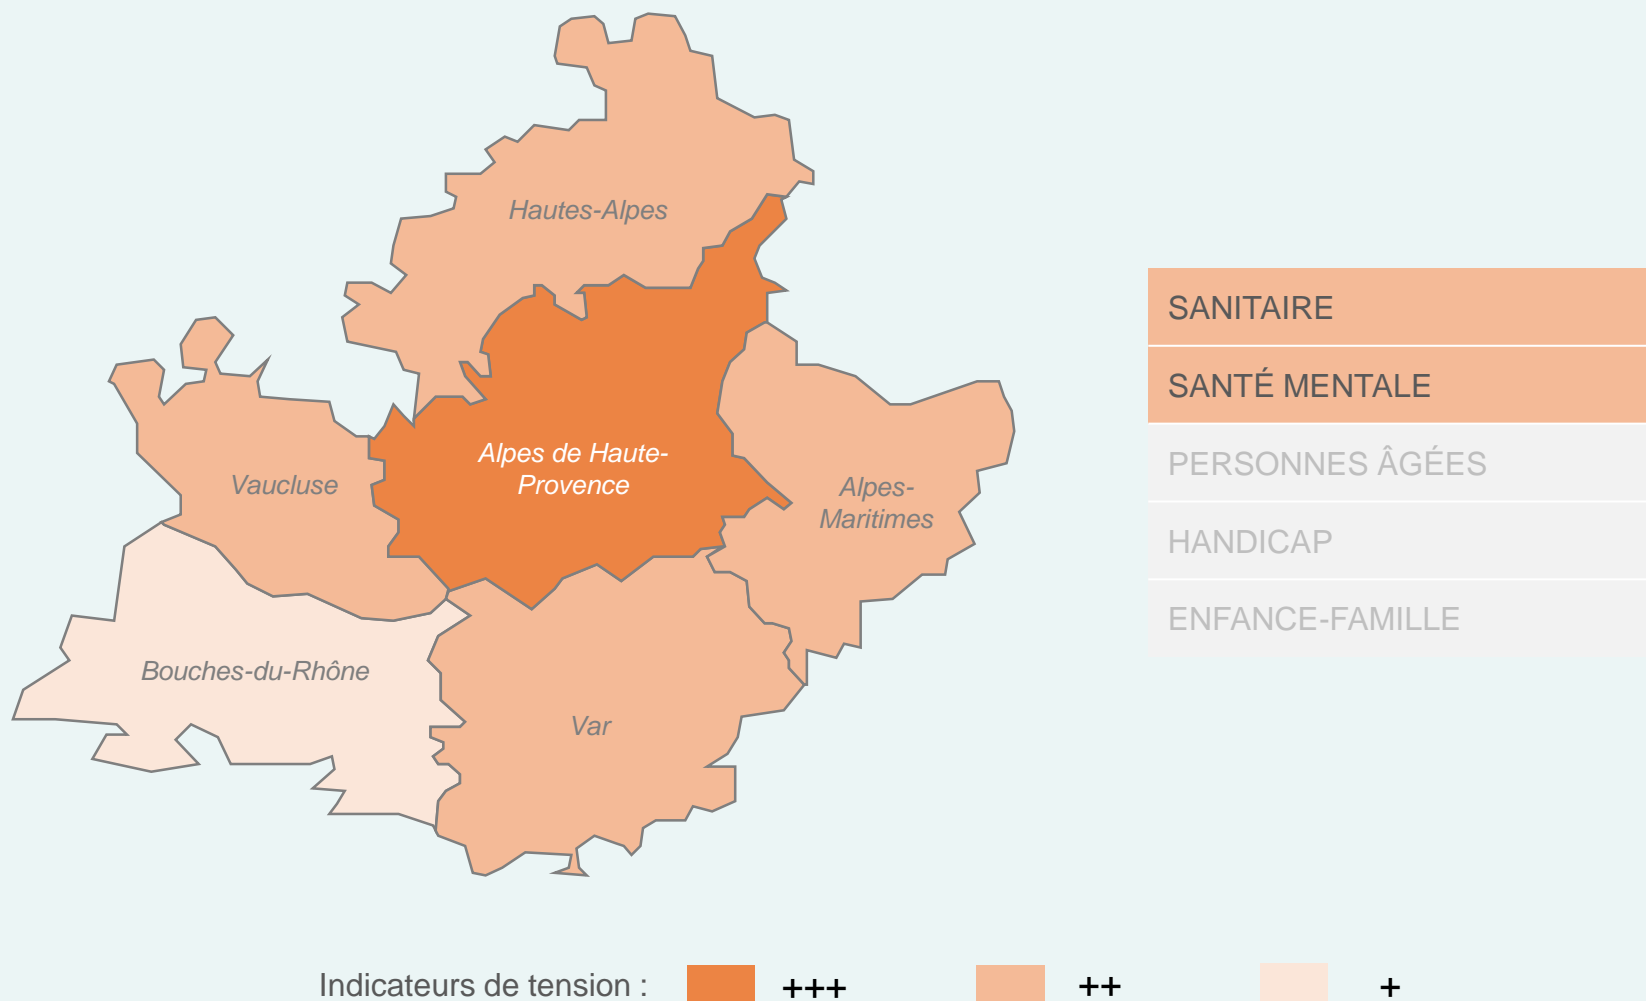 Hautes-Alpes
Alpes de Haute-
Provence
Vaucluse
Alpes-
Maritimes
Bouches-du-Rhône
Var
SANITAIRE
SANTÉ MENTALE
PERSONNES ÂGÉES
HANDICAP
ENFANCE-FAMILLE
Indicateurs de tension : +++ ++ +